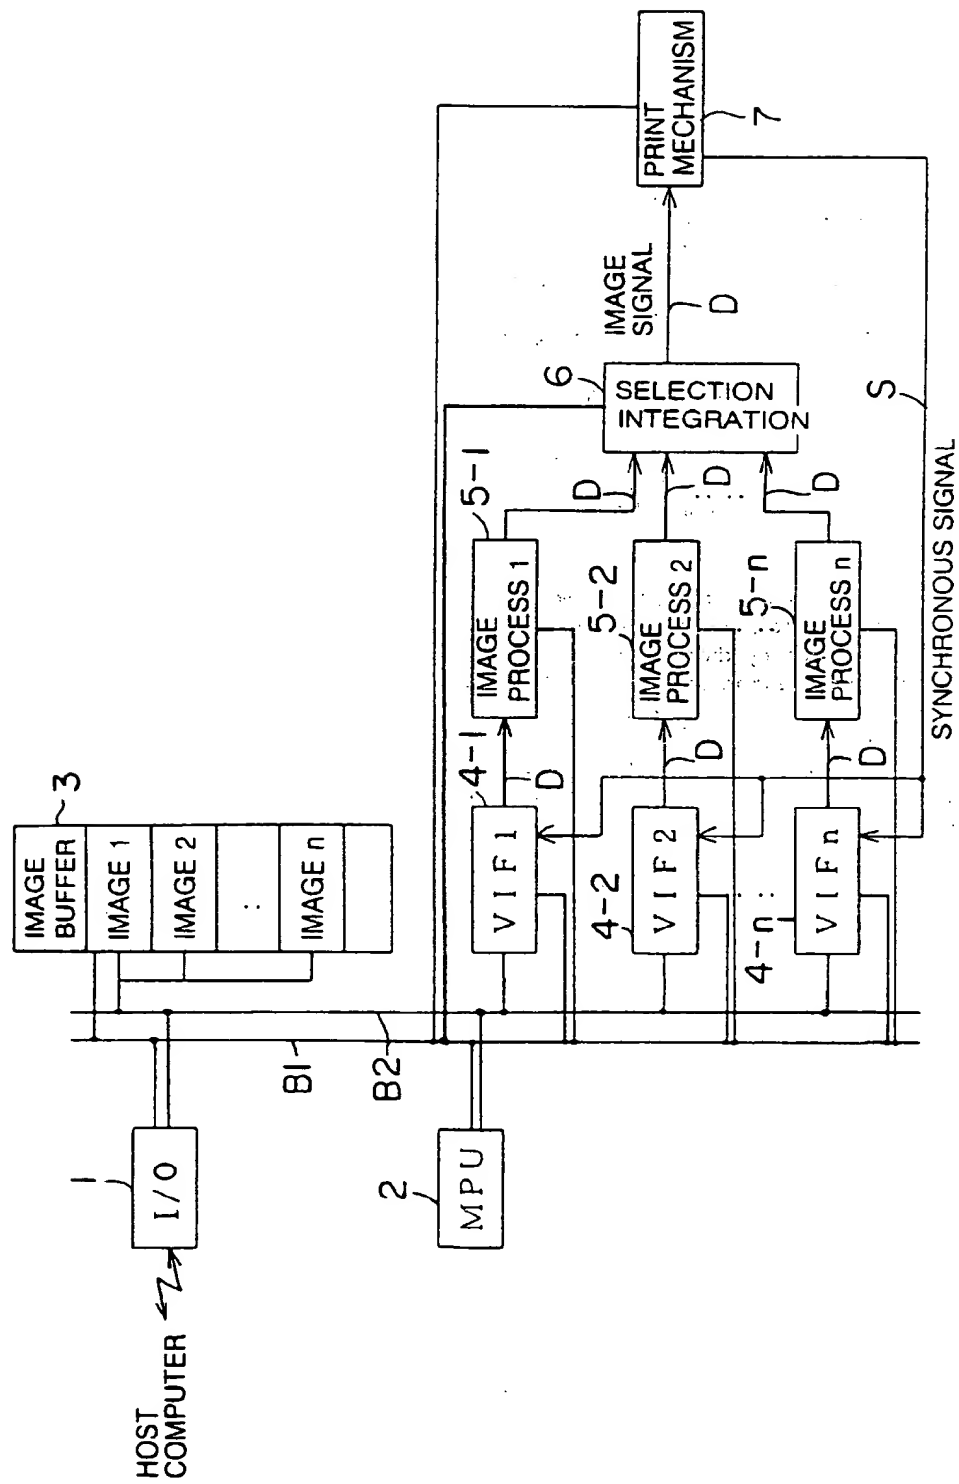 HOST
COMPUTER
1
I/O
2
MPU
B1
B2
3
IMAGE
BUFFER
IMAGE 1
IMAGE 2
:
IMAGE n
4-1
VIF1
4-2
VIF2
4-n
VIFn
D
D
D
5-1
IMAGE
PROCESS 1
5-2
IMAGE
PROCESS 2
5-n
IMAGE
PROCESS n
D
D
D
6
SELECTION
INTEGRATION
IMAGE
SIGNAL
D
PRINT
MECHANISM
7
S
SYNCHRONOUS SIGNAL